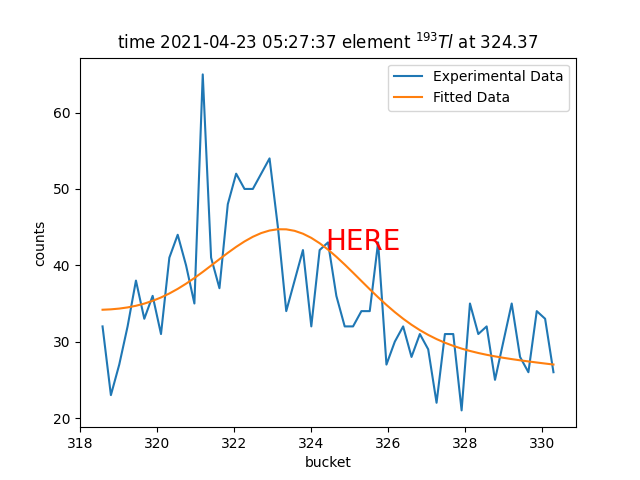 time 2021-04-23 05:27:37 element ¹⁹³Tl at 324.37
Experimental Data
Fitted Data
60
50
40
30
20
counts
HERE
318 320 322 324 326 328 330
bucket